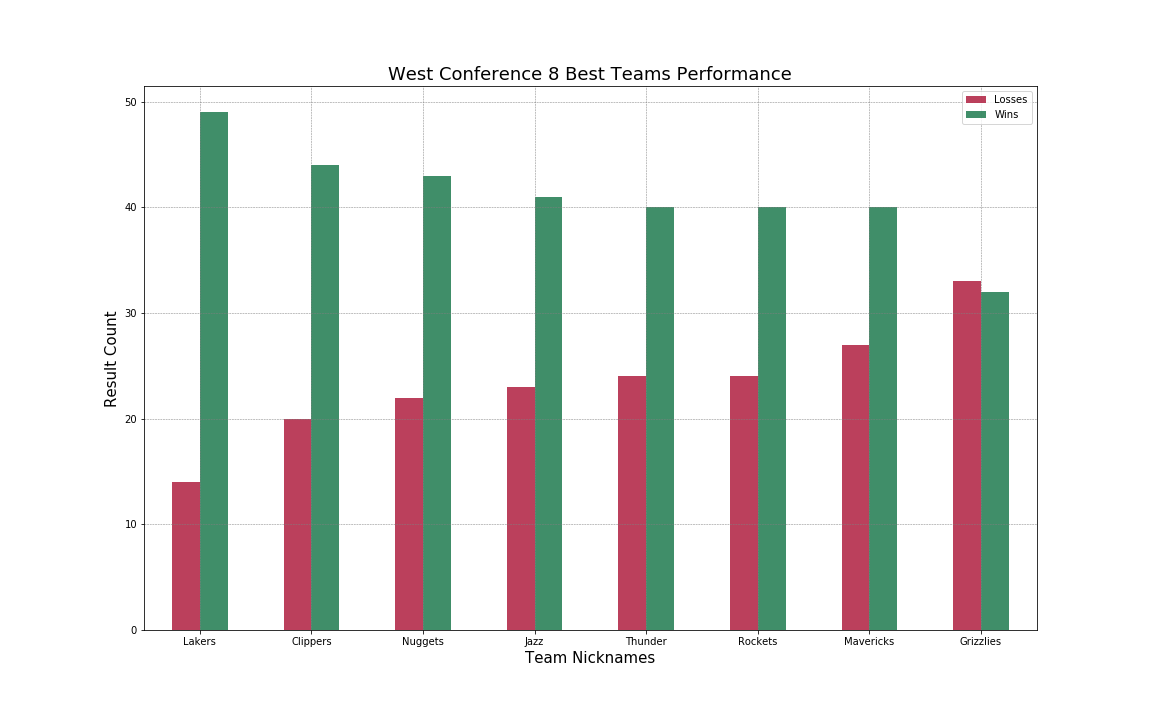 West Conference 8 Best Teams Performance
Losses
Wins
50
40
30
20
10
0
Result Count
Lakers Clippers Nuggets Jazz Thunder Rockets Mavericks Grizzlies
Team Nicknames